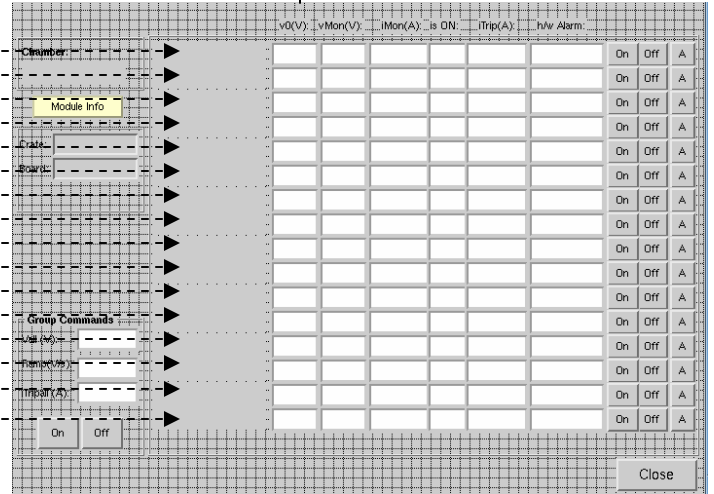 v0(V): vMon(V): iMon(A): is ON: iTrip(A): h/w Alarm:
Chamber:
On Off A
On Off A
Module Info
On Off A
On Off A
Crate:
On Off A
Board:
On Off A
On Off A
On Off A
On Off A
On Off A
On Off A
Group Commands
On Off A
Vall (V):
On Off A
Ramp(V/s):
On Off A
iTripall (A):
On Off A
On Off A
On Off
Close